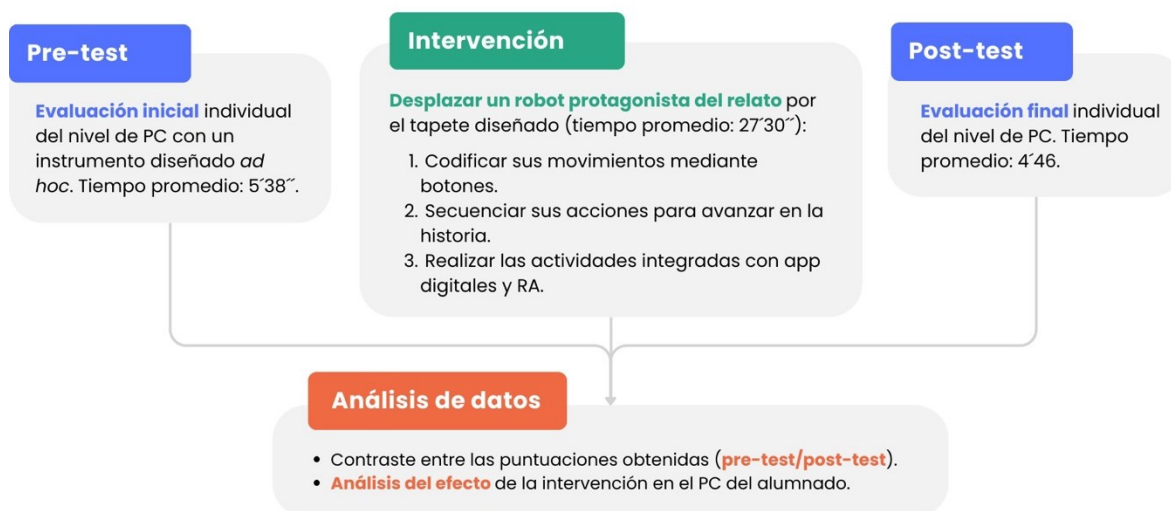 Pre-test
Evaluación inicial individual
del nivel de PC con un
instrumento diseñado ad
hoc. Tiempo promedio: 5´38´´.
Intervención
Desplazar un robot protagonista del relato por
el tapete diseñado (tiempo promedio: 27´30´´):
1. Codificar sus movimientos mediante
botones.
2. Secuenciar sus acciones para avanzar en la
historia.
3. Realizar las actividades integradas con app
digitales y RA.
Post-test
Evaluación final individual
del nivel de PC. Tiempo
promedio: 4´46.
Análisis de datos
• Contraste entre las puntuaciones obtenidas (pre-test/post-test).
• Análisis del efecto de la intervención en el PC del alumnado.